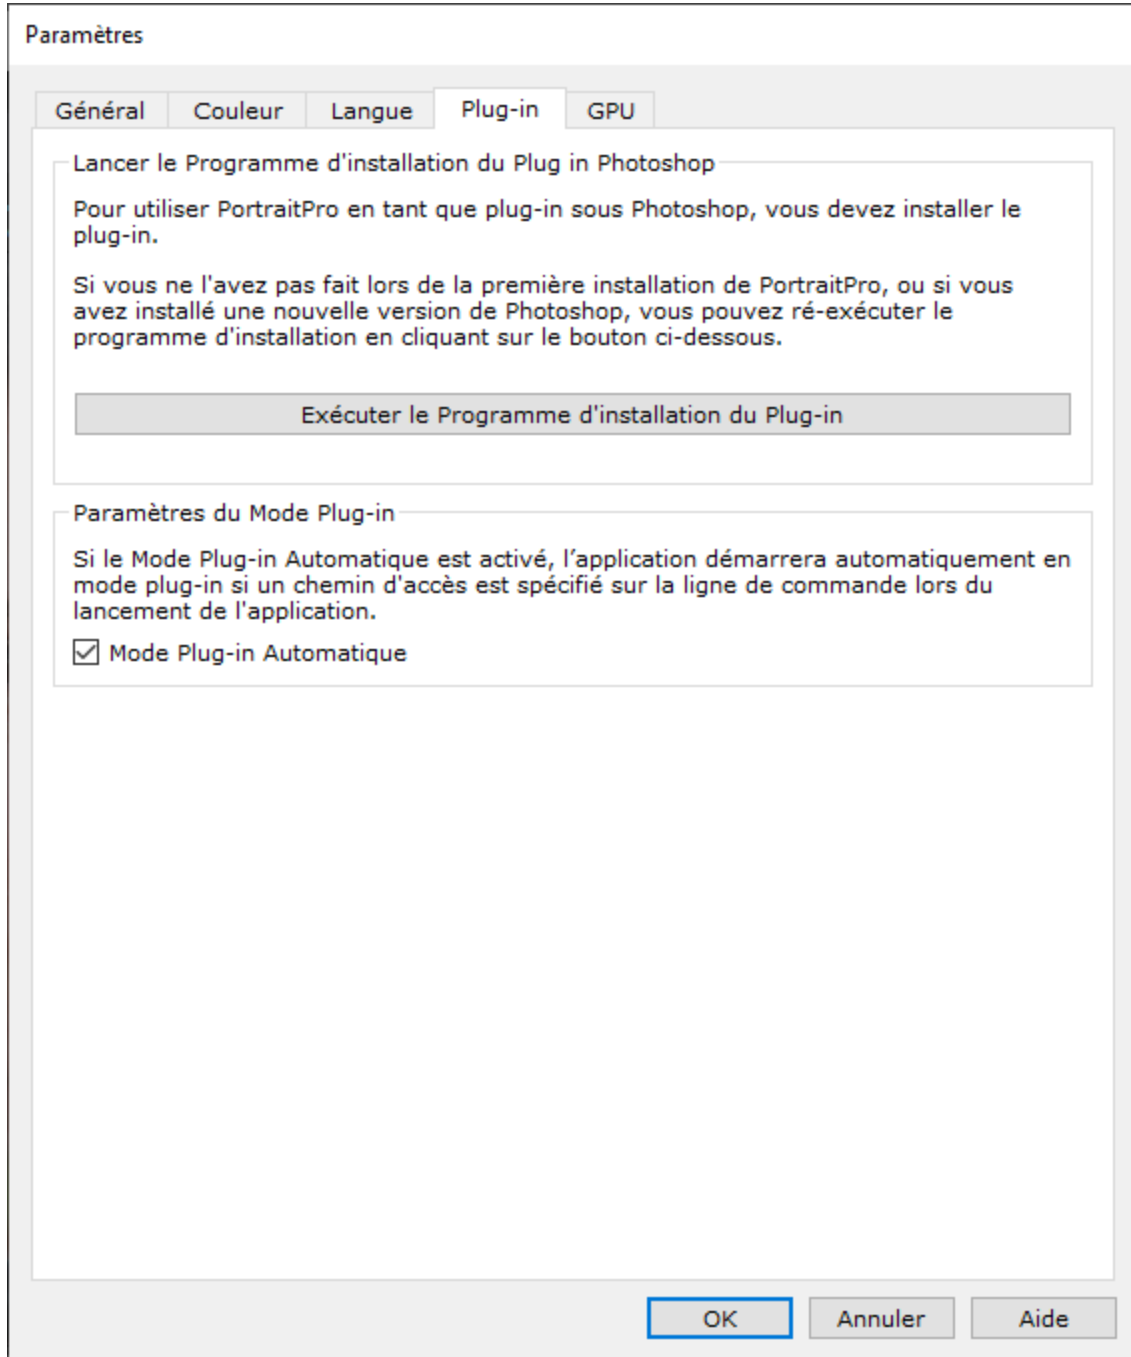 Paramètres
Général Couleur Langue Plug-in GPU
Lancer le Programme d'installation du Plug in Photoshop
Pour utiliser PortraitPro en tant que plug-in sous Photoshop, vous devez installer le
plug-in.
Si vous ne l'avez pas fait lors de la première installation de PortraitPro, ou si vous
avez installé une nouvelle version de Photoshop, vous pouvez ré-exécuter le
programme d'installation en cliquant sur le bouton ci-dessous.
Exécuter le Programme d'installation du Plug-in
Paramètres du Mode Plug-in
Si le Mode Plug-in Automatique est activé, l’application démarrera automatiquement en
mode plug-in si un chemin d'accès est spécifié sur la ligne de commande lors du
lancement de l'application.
Mode Plug-in Automatique
OK Annuler Aide